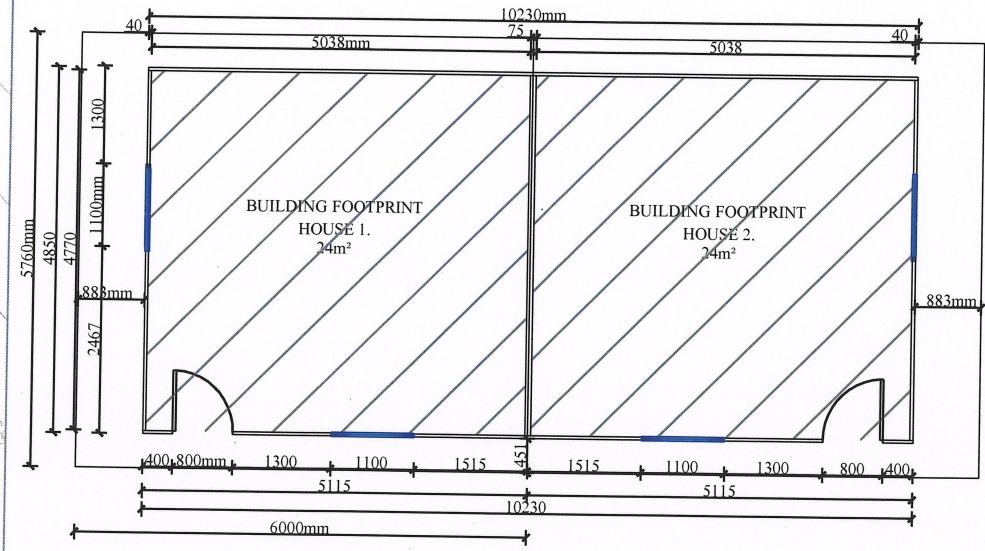 10230mm
40
75
40
5038mm
5038
1300
1100mm
2467
4770
4850
5760mm
883mm
883mm
BUILDING FOOTPRINT
HOUSE 1.
24m²
BUILDING FOOTPRINT
HOUSE 2.
24m²
451
400 800mm 1300 1100 1515 1515 1100 1300 800 400
5115
5115
10230
6000mm